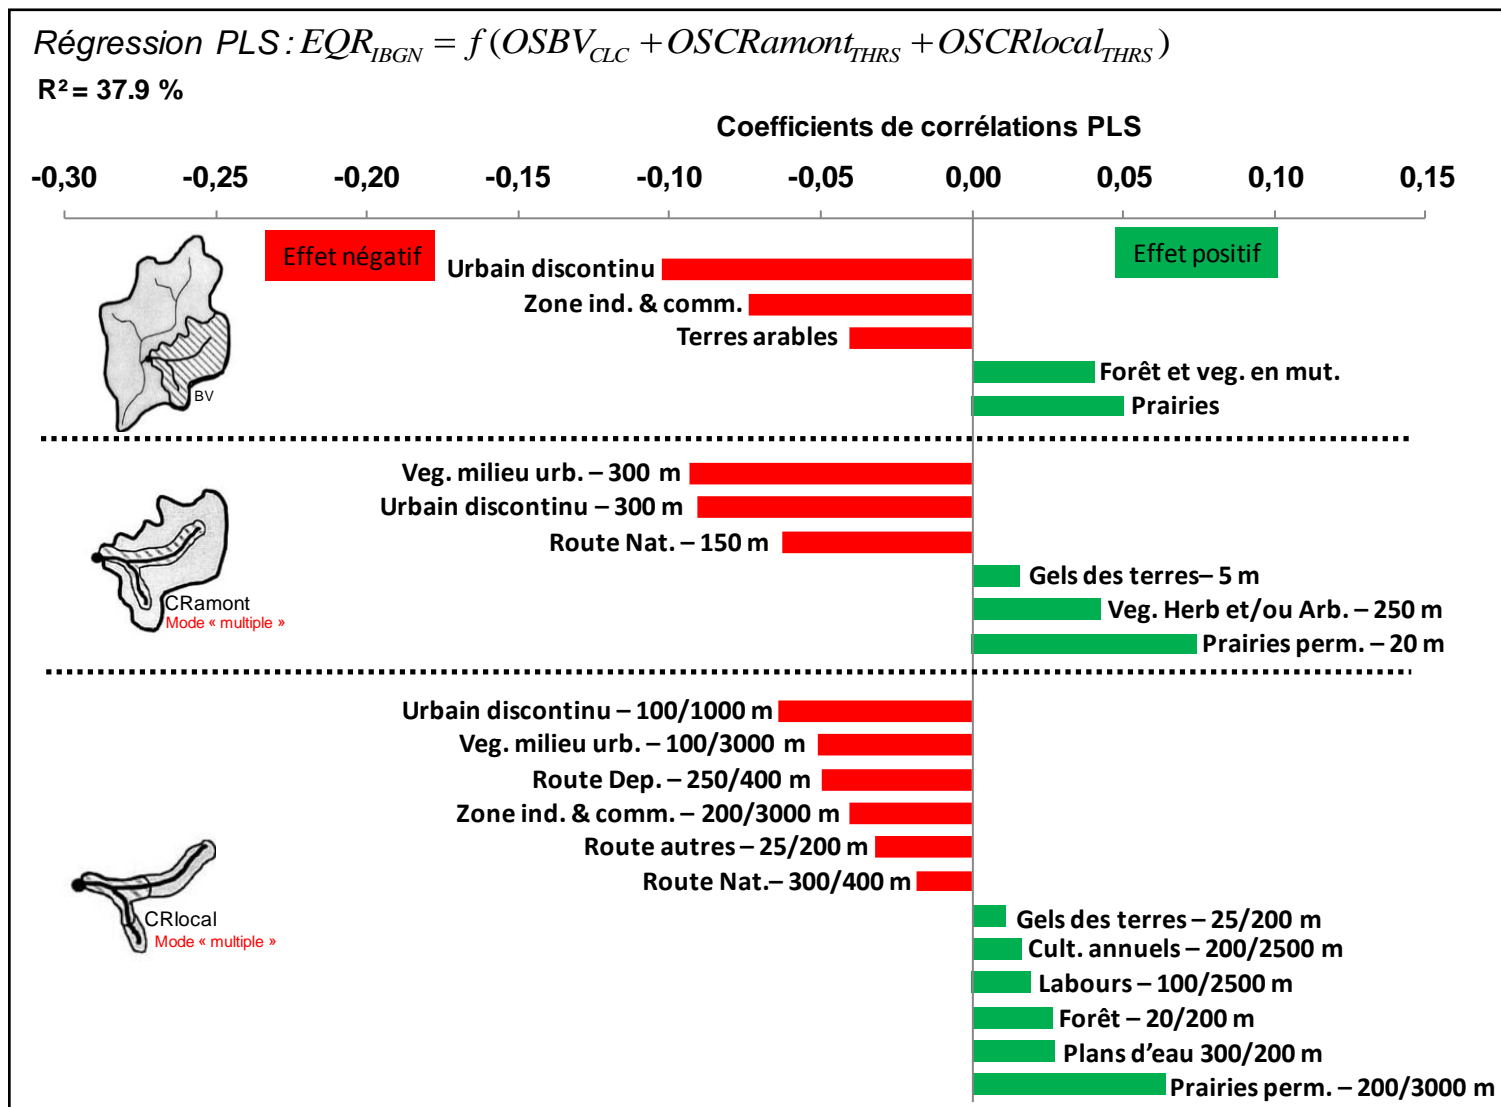 Régression PLS : EQR_IBGN = f(OSBV_CLC + OSCRamont_THRS + OSCRlocal_THRS)
R² = 37.9 %
Coefficients de corrélations PLS
-0,30 -0,25 -0,20 -0,15 -0,10 -0,05 0,00 0,05 0,10 0,15
Effet négatif
Effet positif
Urbain discontinu
Zone ind. & comm.
Terres arables
Forêt et veg. en mut.
Prairies
BV
Veg. milieu urb. – 300 m
Urbain discontinu – 300 m
Route Nat. – 150 m
Gels des terres– 5 m
Veg. Herb et/ou Arb. – 250 m
Prairies perm. – 20 m
CRamont
Mode « multiple »
Urbain discontinu – 100/1000 m
Veg. milieu urb. – 100/3000 m
Route Dep. – 250/400 m
Zone ind. & comm. – 200/3000 m
Route autres – 25/200 m
Route Nat.– 300/400 m
Gels des terres – 25/200 m
Cult. annuels – 200/2500 m
Labours – 100/2500 m
Forêt – 20/200 m
Plans d'eau 300/200 m
Prairies perm. – 200/3000 m
CRlocal
Mode « multiple »